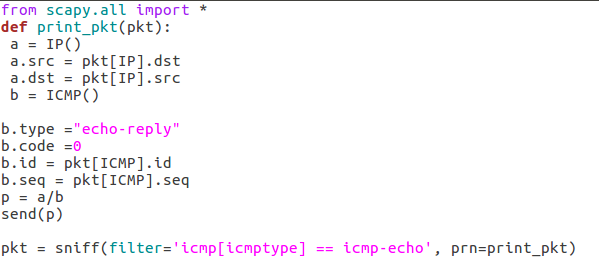 from scapy.all import *
def print_pkt(pkt):
 a = IP()
 a.src = pkt[IP].dst
 a.dst = pkt[IP].src
 b = ICMP()

b.type ="echo-reply"
b.code =0
b.id = pkt[ICMP].id
b.seq = pkt[ICMP].seq
p = a/b
send(p)

pkt = sniff(filter='icmp[icmptype] == icmp-echo', prn=print_pkt)